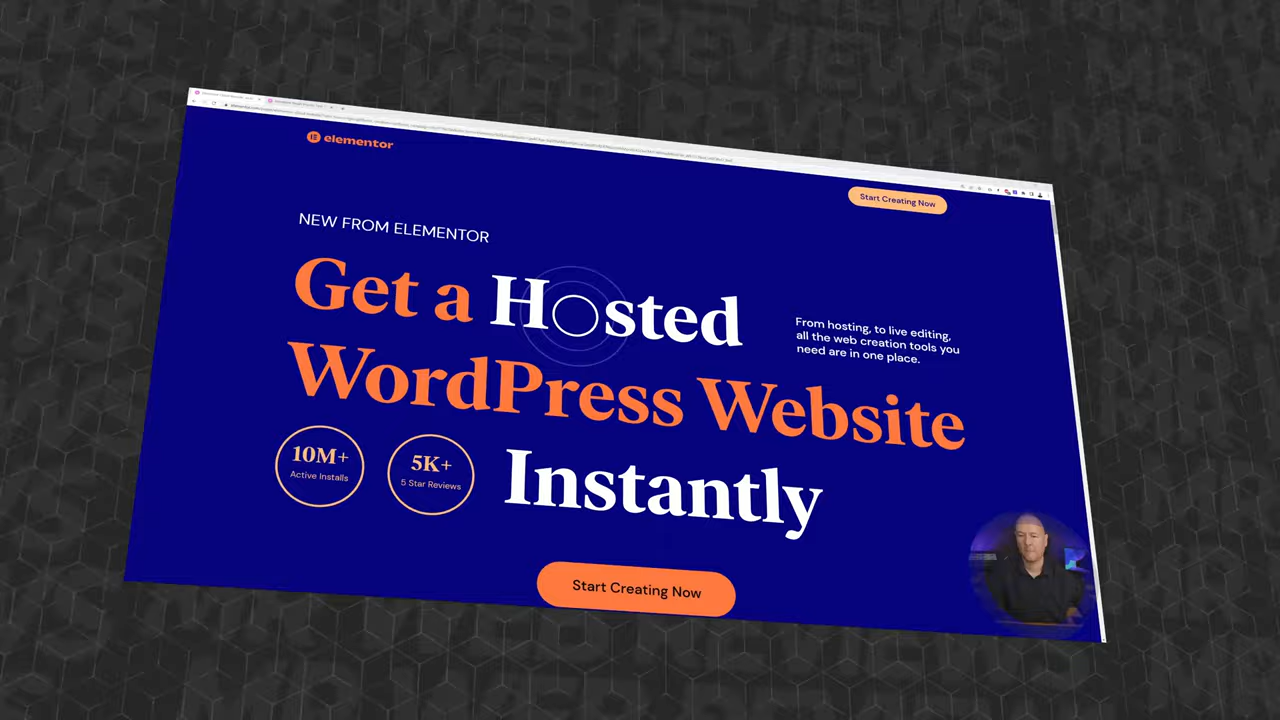 elementor
Start Creating Now
NEW FROM ELEMENTOR
Get a Hosted
WordPress Website
Instantly
From hosting, to live editing,
all the web creation tools you
need are in one place.
10M+
Active Installs
5K+
5 Star Reviews
Start Creating Now
WEB REVIEWS